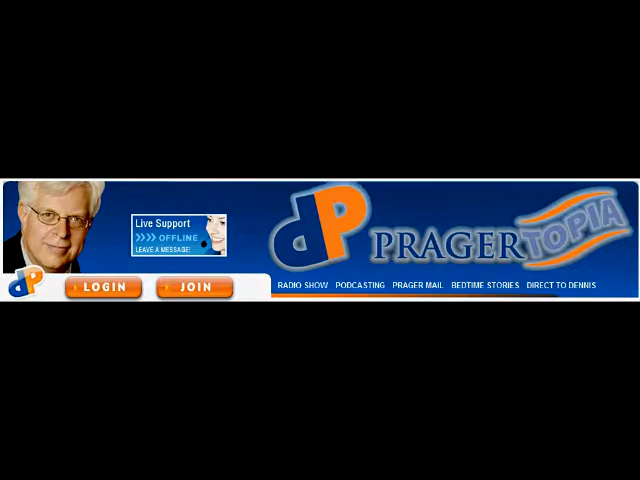 Live Support
>>>> OFFLINE
LEAVE A MESSAGE!
dP PRAGERTOPIA
dP LOGIN JOIN
RADIO SHOW PODCASTING PRAGER MAIL BEDTIME STORIES DIRECT TO DENNIS